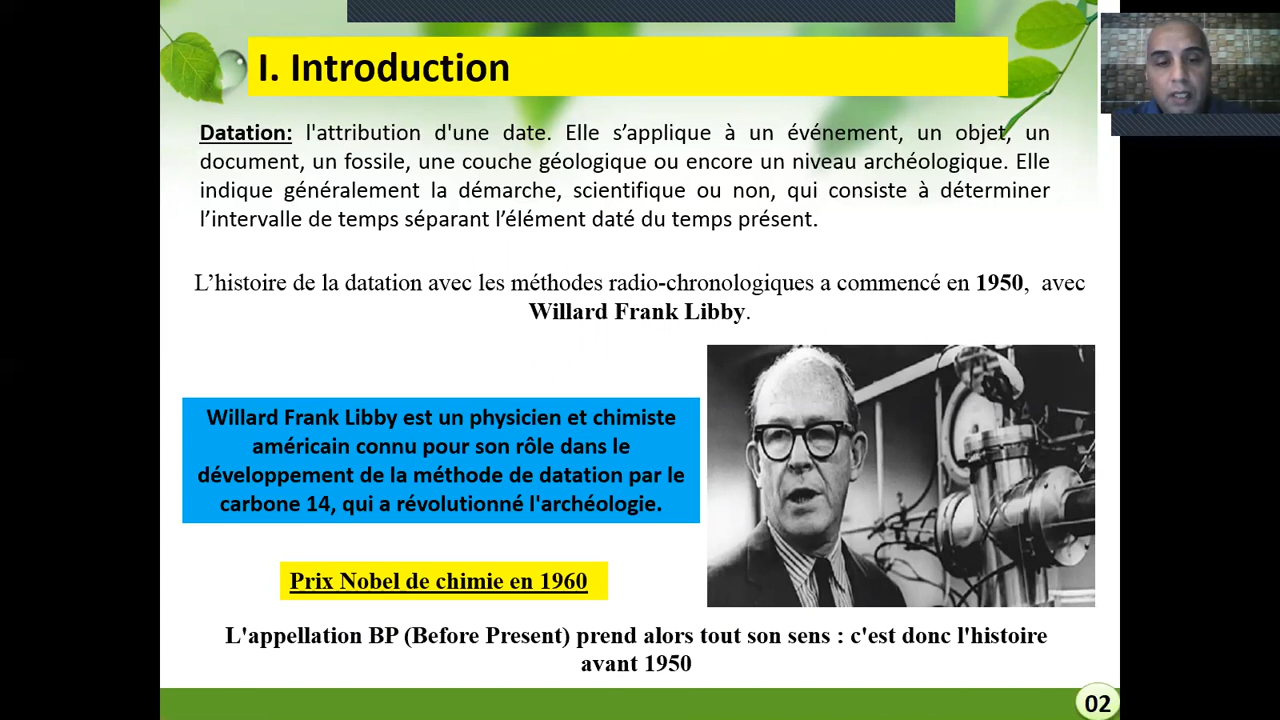 I. Introduction
Datation: l'attribution d'une date. Elle s’applique à un événement, un objet, un
document, un fossile, une couche géologique ou encore un niveau archéologique. Elle
indique généralement la démarche, scientifique ou non, qui consiste à déterminer
l’intervalle de temps séparant l’élément daté du temps présent.
L’histoire de la datation avec les méthodes radio-chronologiques a commencé en 1950, avec
Willard Frank Libby.
Willard Frank Libby est un physicien et chimiste
américain connu pour son rôle dans le
développement de la méthode de datation par le
carbone 14, qui a révolutionné l'archéologie.
Prix Nobel de chimie en 1960
L'appellation BP (Before Present) prend alors tout son sens : c'est donc l'histoire
avant 1950
02